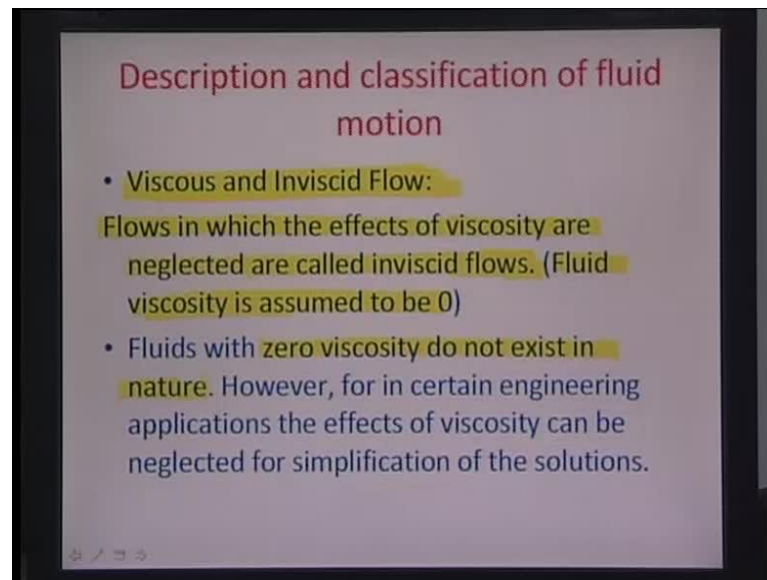 Description and classification of fluid
motion
• Viscous and Inviscid Flow:
Flows in which the effects of viscosity are
neglected are called inviscid flows. (Fluid
viscosity is assumed to be 0)
• Fluids with zero viscosity do not exist in
nature. However, for in certain engineering
applications the effects of viscosity can be
neglected for simplification of the solutions.